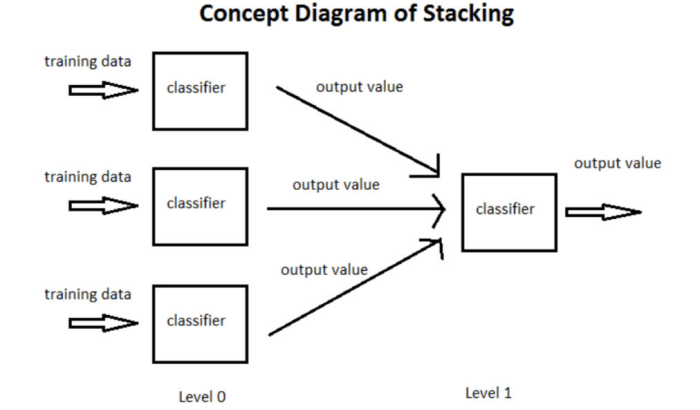 Concept Diagram of Stacking
training data
classifier
output value
training data
classifier
output value
classifier
output value
training data
classifier
output value
Level 0
Level 1